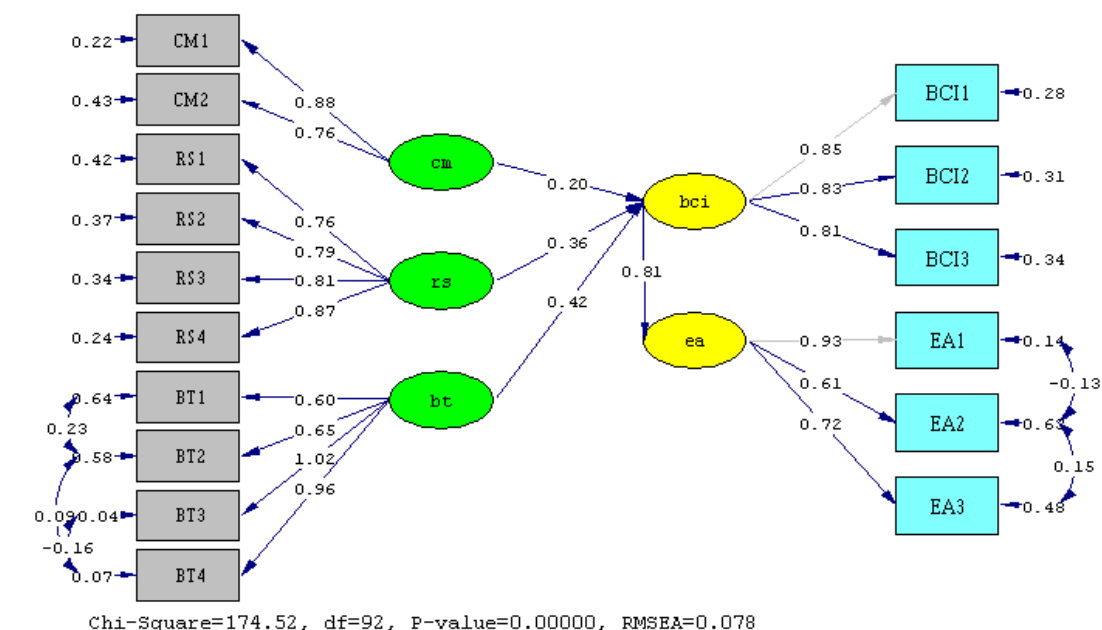 0.22 CM1
0.43 CM2
0.42 RS1
0.37 RS2
0.34 RS3
0.24 RS4
0.64 BT1
0.23
0.58 BT2
0.09 0.04 BT3
-0.16
0.07 BT4
0.88
0.76
0.76
0.79
0.81
0.87
0.60
0.65
1.02
0.96
cm
rs
bt
0.20
0.36
0.42
bci
0.81
ea
0.85
0.83
0.81
0.93
0.61
0.72
BCI1 0.28
BCI2 0.31
BCI3 0.34
EA1 0.14
-0.13
EA2 0.63
0.15
EA3 0.48
Chi-Square=174.52, df=92, P-value=0.00000, RMSEA=0.078